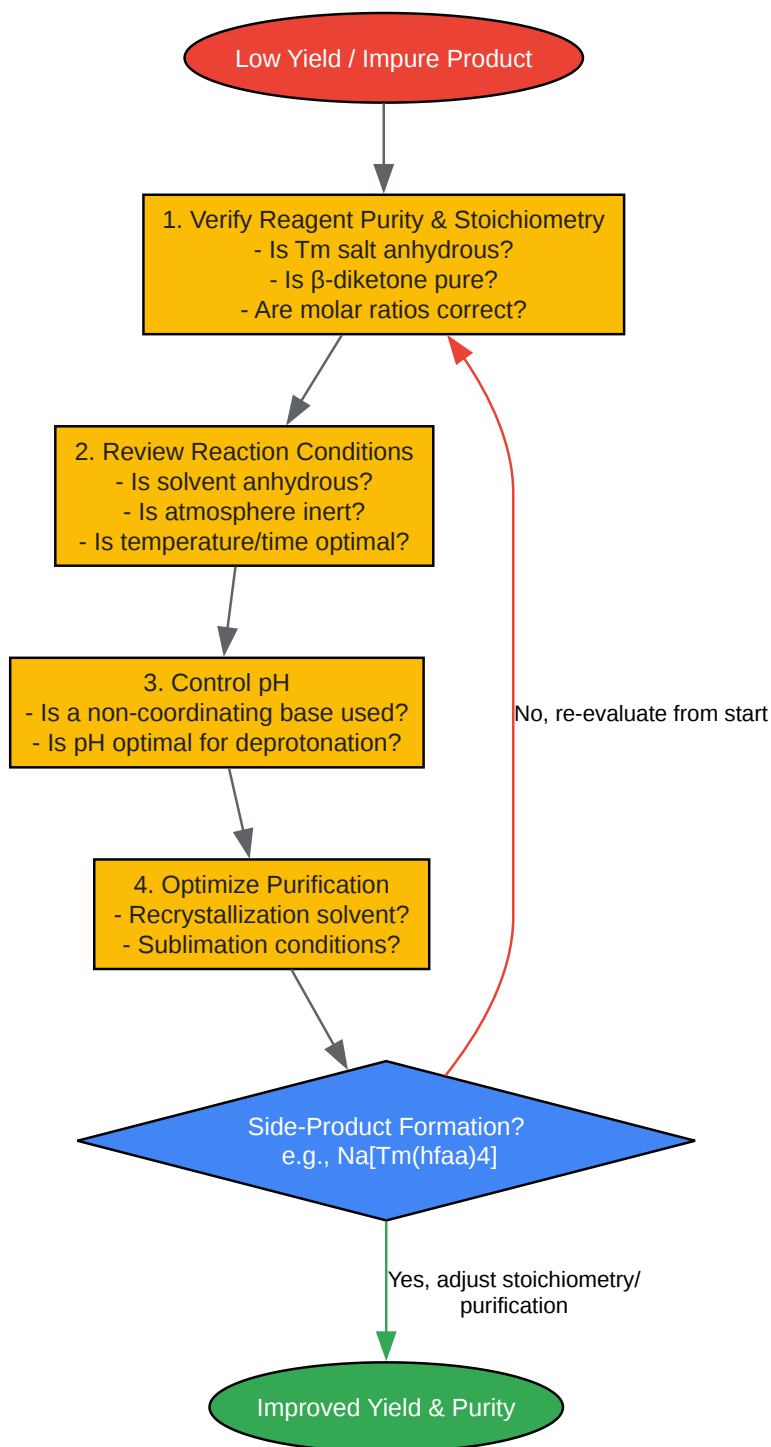 Low Yield / Impure Product
1. Verify Reagent Purity & Stoichiometry
- Is Tm salt anhydrous?
- Is β-diketone pure?
- Are molar ratios correct?
2. Review Reaction Conditions
- Is solvent anhydrous?
- Is atmosphere inert?
- Is temperature/time optimal?
3. Control pH
- Is a non-coordinating base used?
- Is pH optimal for deprotonation?
No, re-evaluate from start
4. Optimize Purification
- Recrystallization solvent?
- Sublimation conditions?
Side-Product Formation?
e.g., Na[Tm(hfaa)4]
Yes, adjust stoichiometry/
purification
Improved Yield & Purity